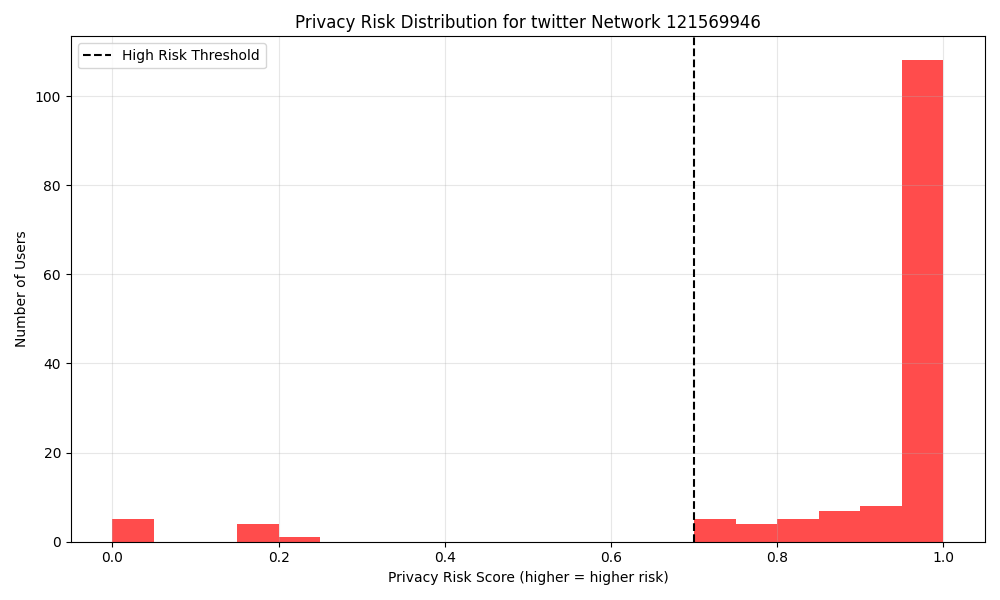 Privacy Risk Distribution for twitter Network 121569946
High Risk Threshold
Number of Users
100
80
60
40
20
0
0.0 0.2 0.4 0.6 0.8 1.0
Privacy Risk Score (higher = higher risk)